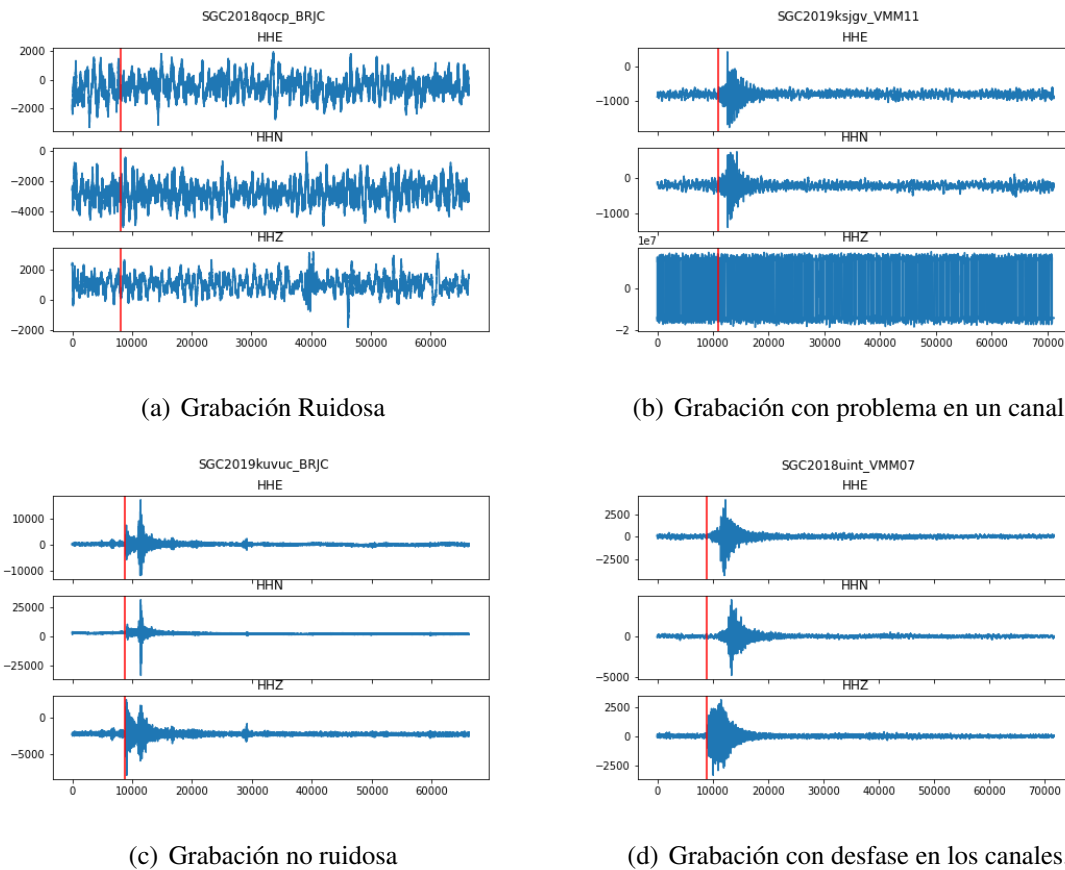 SGC2018qocp_BRJC
HHE
2000
0
−2000
HHN
0
−2000
−4000
HHZ
2000
0
−2000
0 10000 20000 30000 40000 50000 60000
(a) Grabación Ruidosa
SGC2019ksjgv_VMM11
HHE
0
−1000
HHN
0
−1000
1e7
HHZ
0
−2
0 10000 20000 30000 40000 50000 60000 70000
(b) Grabación con problema en un canal
SGC2019kuvuc_BRJC
HHE
10000
0
−10000
HHN
25000
0
−25000
HHZ
0
−5000
0 10000 20000 30000 40000 50000 60000
(c) Grabación no ruidosa
SGC2018uint_VMM07
HHE
2500
0
−2500
HHN
0
−5000
HHZ
2500
0
−2500
0 10000 20000 30000 40000 50000 60000 70000
(d) Grabación con desfase en los canales.